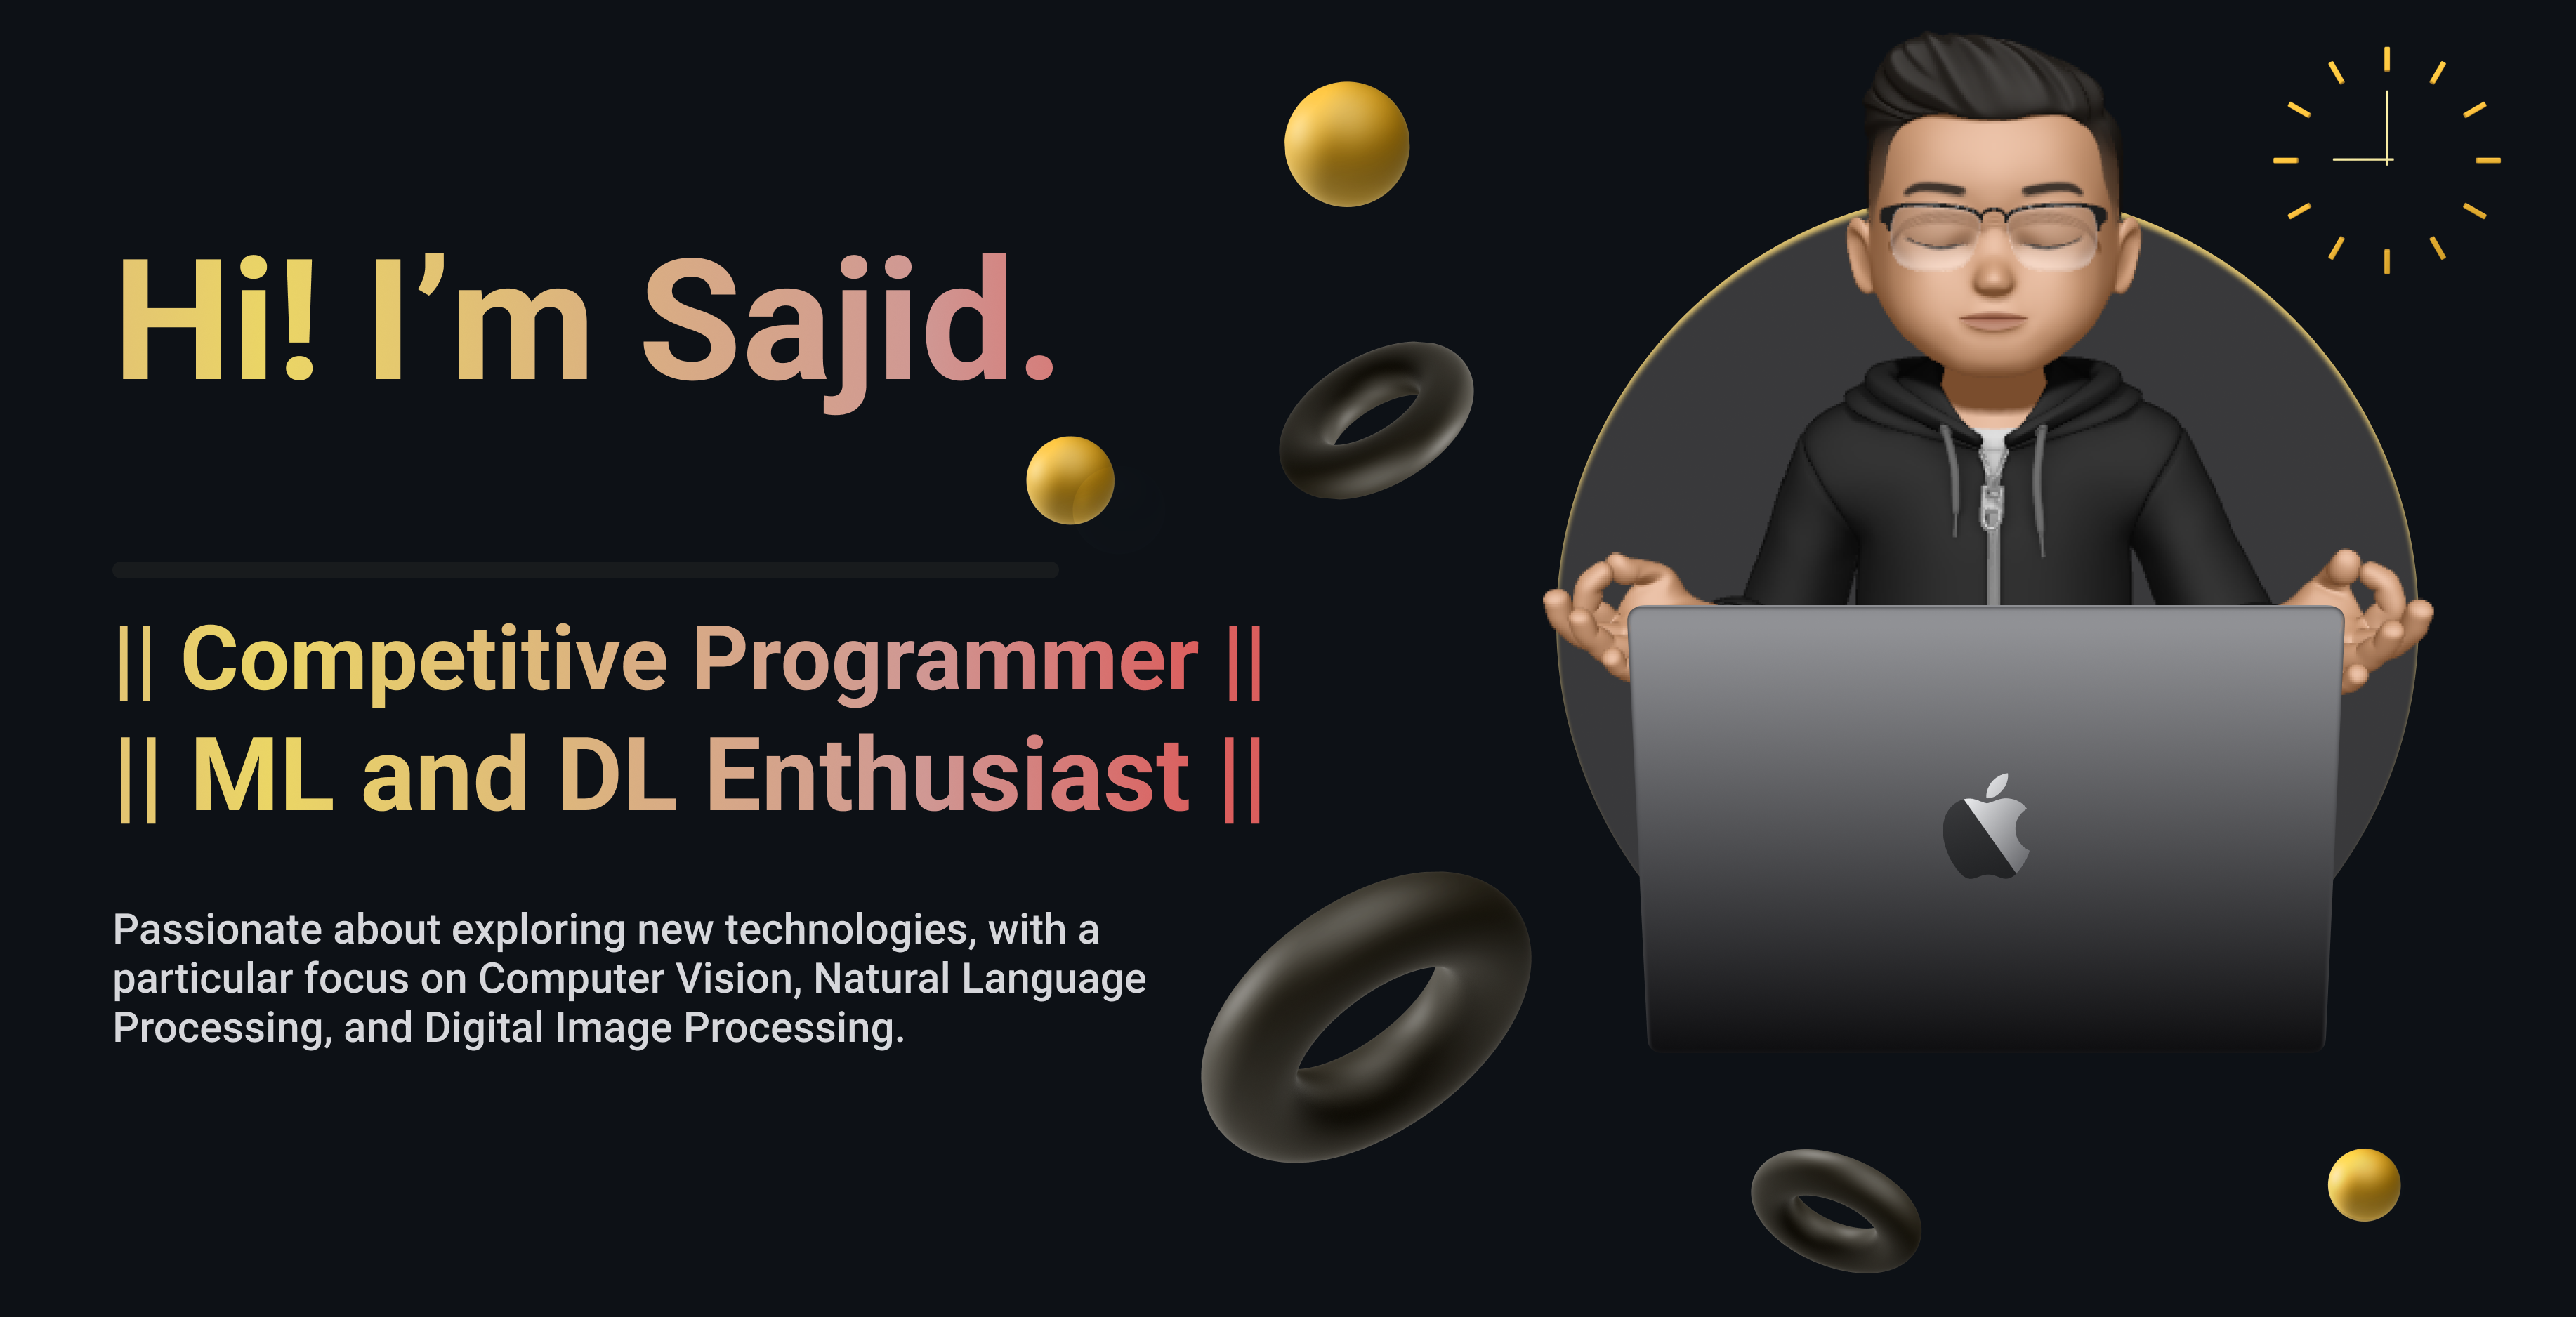 Hi! I’m Sajid.
|| Competitive Programmer ||
|| ML and DL Enthusiast ||
Passionate about exploring new technologies, with a
particular focus on Computer Vision, Natural Language
Processing, and Digital Image Processing.